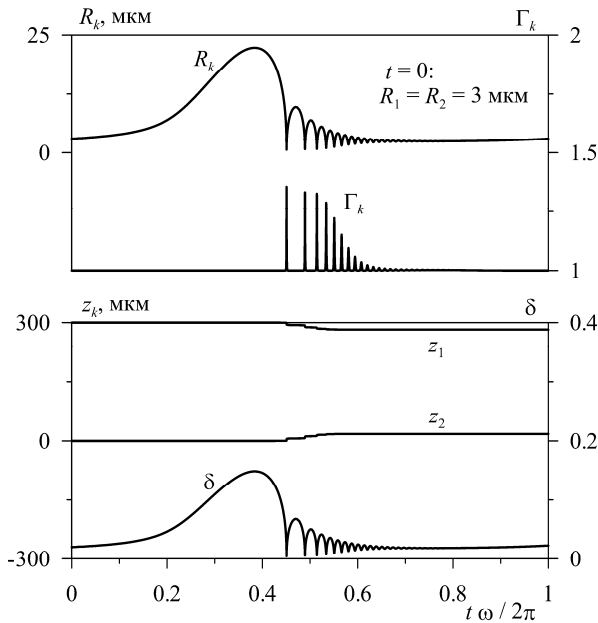 R_k, мкм Γ_k
25 2
R_k
t = 0:
R_1 = R_2 = 3 мкм
0 1.5
Γ_k
1
z_k, мкм δ
300 0.4
z_1
z_2
0 0.2
δ
-300 0
0 0.2 0.4 0.6 0.8 1
t ω / 2π